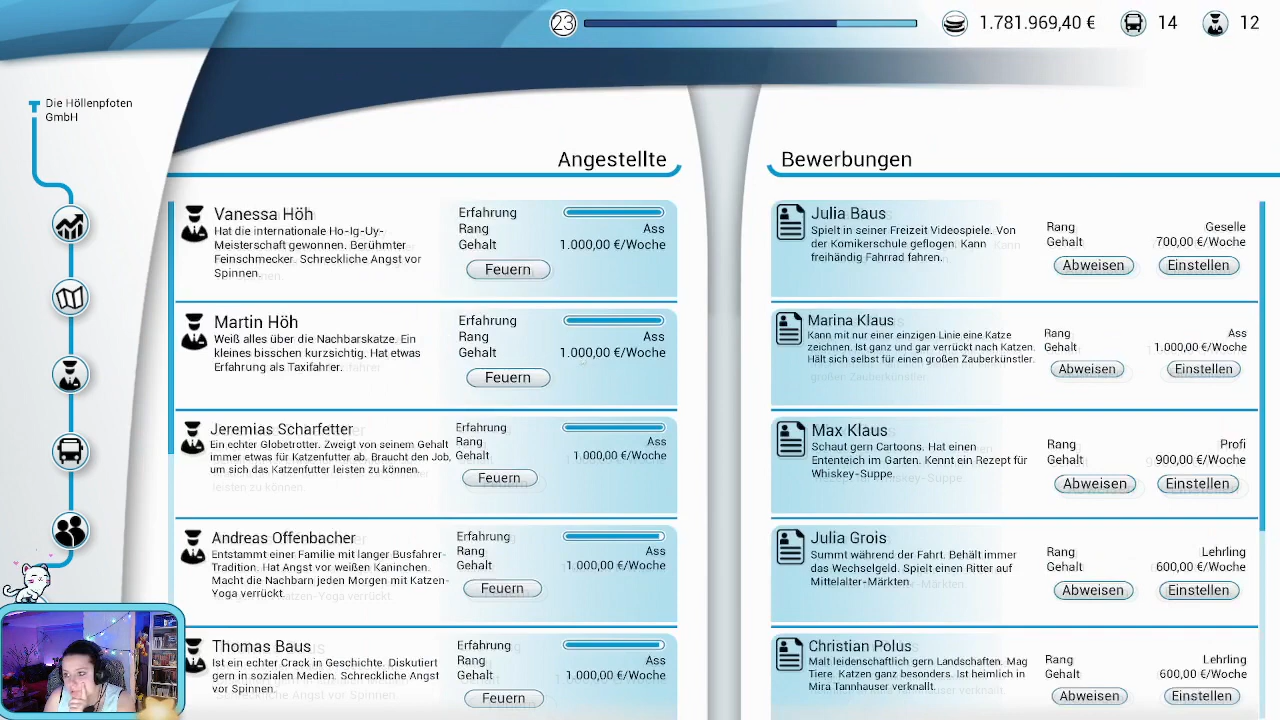 23
1.781.969,40 €
14
12
Die Höllenpfoten
GmbH
Angestellte
Vanessa Höh
Hat die internationale Ho-Ig-Uy-
Meisterschaft gewonnen. Berühmter
Feinschmecker. Schreckliche Angst vor
Spinnen.
Erfahrung
Rang Ass
Gehalt 1.000,00 €/Woche
Feuern
Martin Höh
Weiß alles über die Nachbarskatze. Ein
kleines bisschen kurzsichtig. Hat etwas
Erfahrung als Taxifahrer.
Erfahrung
Rang Ass
Gehalt 1.000,00 €/Woche
Feuern
Jeremias Scharfetter
Ein echter Globetrotter. Zweigt von seinem Gehalt
immer etwas für Katzenfutter ab. Braucht den Job,
um sich das Katzenfutter leisten zu können.
Erfahrung
Rang Ass
Gehalt 1.000,00 €/Woche
Feuern
Andreas Offenbacher
Entstammt einer Familie mit langer Busfahrer-
Tradition. Hat Angst vor weißen Kaninchen.
Macht die Nachbarn jeden Morgen mit Katzen-
Yoga verrückt.
Erfahrung
Rang Ass
Gehalt 1.000,00 €/Woche
Feuern
Thomas Baus
Ist ein echter Crack in Geschichte. Diskutiert
gern in sozialen Medien. Schreckliche Angst
vor Spinnen.
Erfahrung
Rang Ass
Gehalt 1.000,00 €/Woche
Feuern
Bewerbungen
Julia Baus
Spielt in seiner Freizeit Videospiele. Von
der Komikerschule geflogen. Kann
freihändig Fahrrad fahren.
Rang Geselle
Gehalt 700,00 €/Woche
Abweisen Einstellen
Marina Klaus
Kann mit nur einer einzigen Linie eine Katze
zeichnen. Ist ganz und gar verrückt nach Katzen.
Hält sich selbst für einen großen Zauberkünstler.
Rang Ass
Gehalt 1.000,00 €/Woche
Abweisen Einstellen
Max Klaus
Schaut gern Cartoons. Hat einen
Ententeich im Garten. Kennt ein Rezept für
Whiskey-Suppe.
Rang Profi
Gehalt 900,00 €/Woche
Abweisen Einstellen
Julia Grois
Summt während der Fahrt. Behält immer
das Wechselgeld. Spielt einen Ritter auf
Mittelalter-Märkten.
Rang Lehrling
Gehalt 600,00 €/Woche
Abweisen Einstellen
Christian Polus
Malt leidenschaftlich gern Landschaften. Mag
Tiere. Katzen ganz besonders. Ist heimlich in
Mira Tannhauser verknallt.
Rang Lehrling
Gehalt 600,00 €/Woche
Abweisen Einstellen